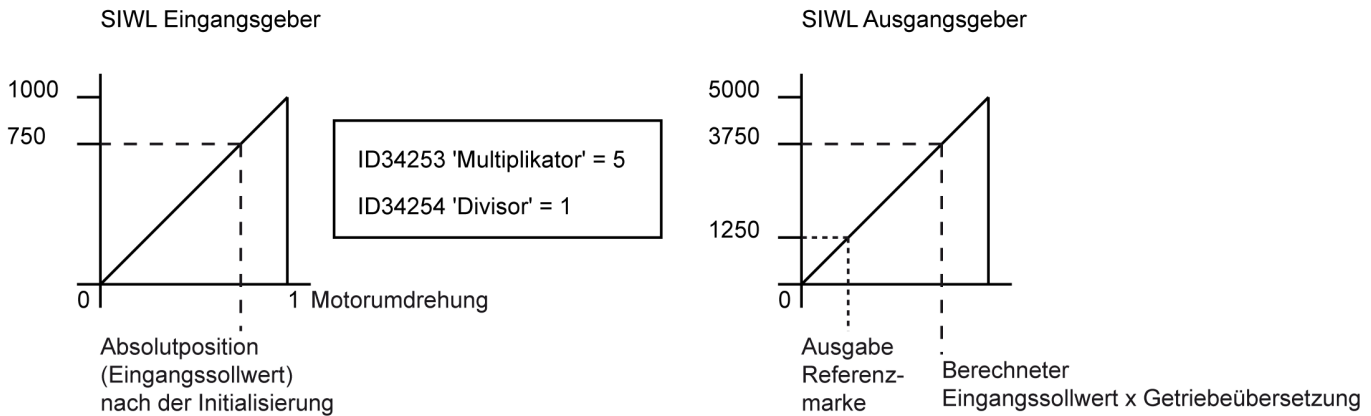 SIWL Eingangsgeber
1000
750
0
1 Motorumdrehung
Absolutposition
(Eingangssollwert)
nach der Initialisierung
ID34253 'Multiplikator' = 5
ID34254 'Divisor' = 1
SIWL Ausgangsgeber
5000
3750
1250
0
Ausgabe
Referenz-
marke
Berechneter
Eingangssollwert x Getriebeübersetzung